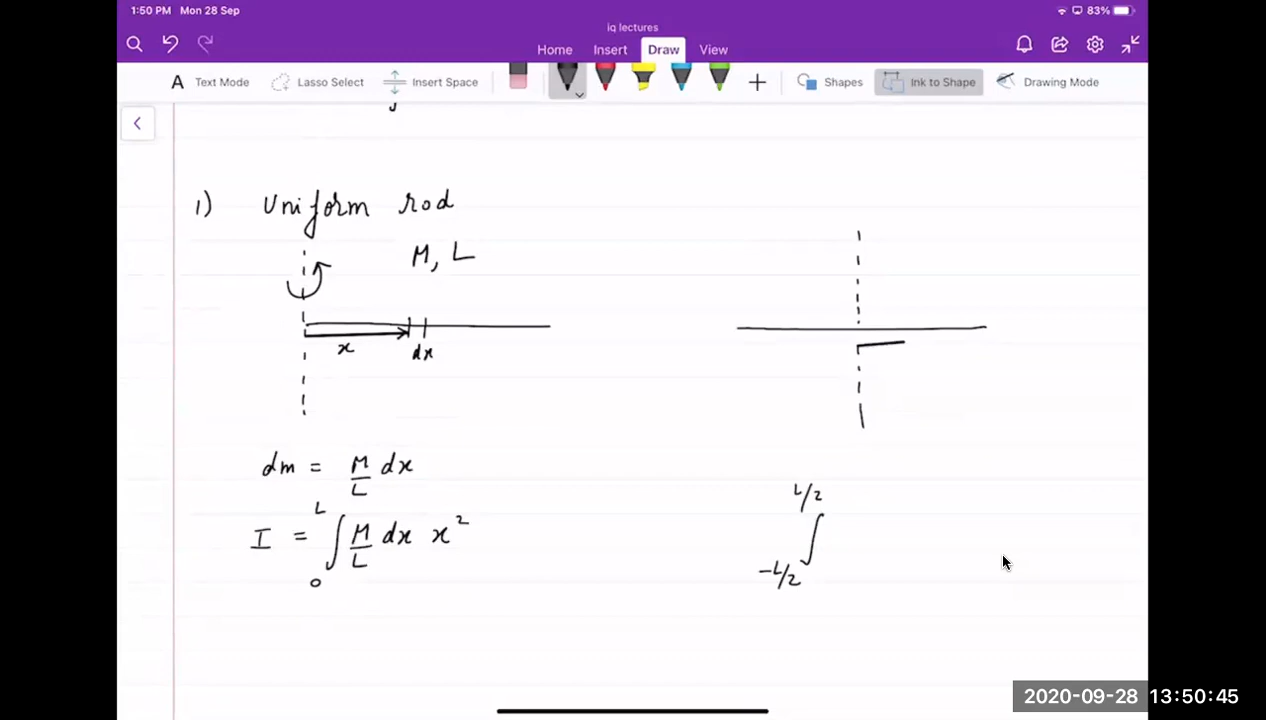 1:50 PM Mon 28 Sep
83%
iq lectures
Home Insert Draw View
A Text Mode Lasso Select Insert Space Shapes Ink to Shape Drawing Mode
1) Uniform rod
M, L
x
dx
dm = M/L dx
I = ∫₀ᴸ M/L dx x²
∫ L/2 -L/2
2020-09-28 13:50:45